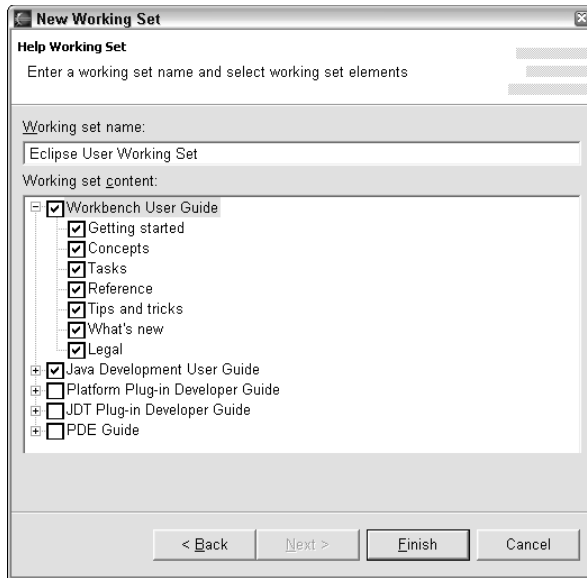 New Working Set
Help Working Set
Enter a working set name and select working set elements
Working set name:
Eclipse User Working Set
Working set content:
Workbench User Guide
Getting started
Concepts
Tasks
Reference
Tips and tricks
What's new
Legal
Java Development User Guide
Platform Plug-in Developer Guide
JDT Plug-in Developer Guide
PDE Guide
< Back Next > Finish Cancel